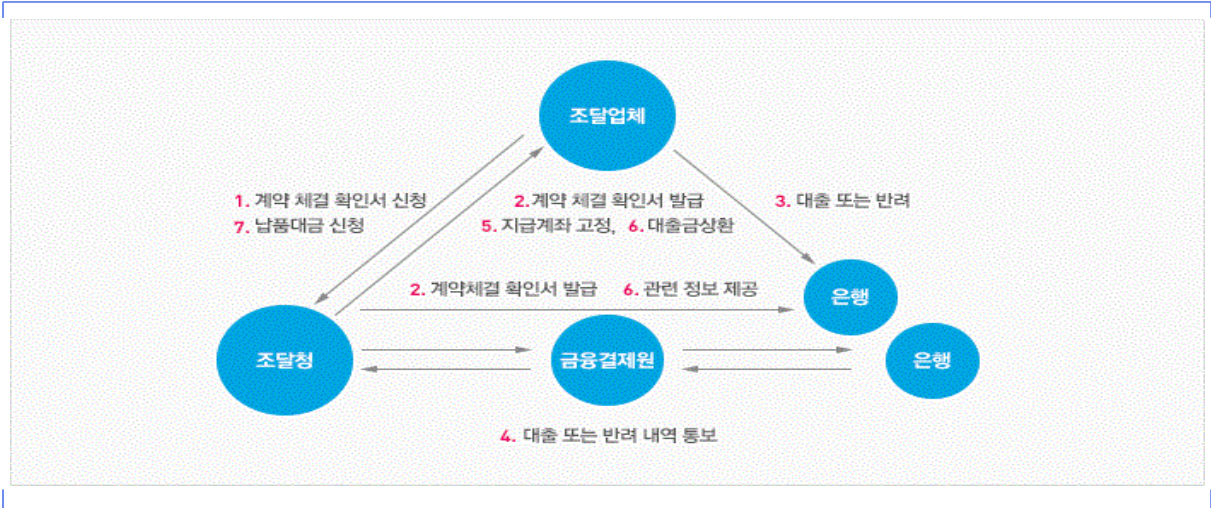 조달업체
1. 계약 체결 확인서 신청
7. 납품대금 신청
2.계약 체결 확인서 발급
5. 지급계좌 고정, 6.대출금상환
3. 대출 또는 반려
2. 계약체결 확인서 발급 6. 관련 정보 제공
은행
조달청
금융결제원
은행
4. 대출 또는 반려 내역 통보